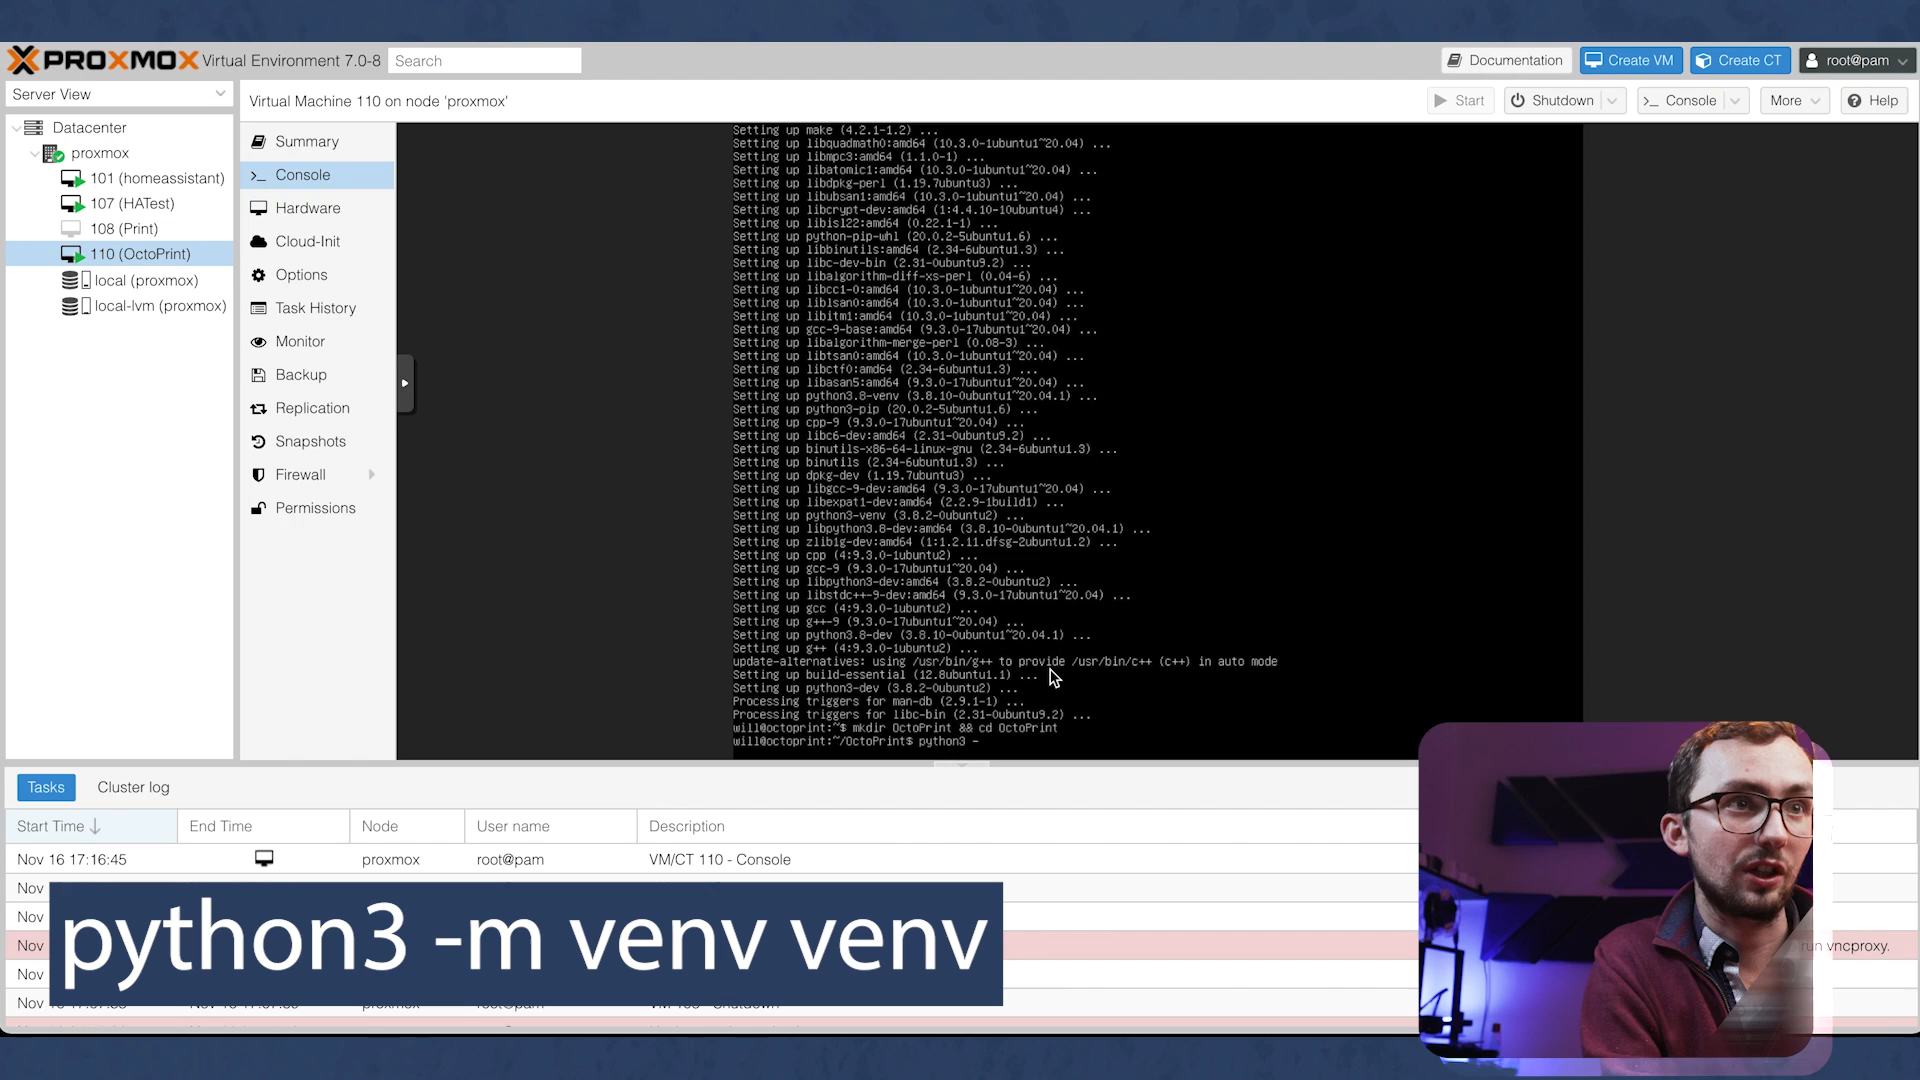 PROXMOX Virtual Environment 7.0-8 Search Documentation Create VM Create CT root@pam
Server View
Virtual Machine 110 on node 'proxmox' Start Shutdown Console More Help
Datacenter
proxmox
101 (homeassistant)
107 (HATest)
108 (Print)
110 (OctoPrint)
local (proxmox)
local-lvm (proxmox)
Summary
>_ Console
Hardware
Cloud-Init
Options
Task History
Monitor
Backup
Replication
Snapshots
Firewall
Permissions
Setting up make (4.2.1-1.2) ...
Setting up libquadmath0:amd64 (10.3.0-1ubuntu1~20.04) ...
Setting up libmpc3:amd64 (1.1.0-1) ...
Setting up libatomic1:amd64 (10.3.0-1ubuntu1~20.04) ...
Setting up libdpkg-perl (1.19.7ubuntu3) ...
Setting up libubsan1:amd64 (10.3.0-1ubuntu1~20.04) ...
Setting up libcrypt-dev:amd64 (1:4.4.10-10ubuntu4) ...
Setting up libisl22:amd64 (0.22.1-1) ...
Setting up python-pip-whl (20.0.2-5ubuntu1.6) ...
Setting up libbinutils:amd64 (2.34-6ubuntu1.3) ...
Setting up libc-dev-bin (2.31-0ubuntu9.2) ...
Setting up libalgorithm-diff-xs-perl (0.04-6) ...
Setting up libcc1-0:amd64 (10.3.0-1ubuntu1~20.04) ...
Setting up liblsan0:amd64 (10.3.0-1ubuntu1~20.04) ...
Setting up libitm1:amd64 (10.3.0-1ubuntu1~20.04) ...
Setting up gcc-9-base:amd64 (9.3.0-17ubuntu1~20.04) ...
Setting up libalgorithm-merge-perl (0.08-3) ...
Setting up libtsan0:amd64 (10.3.0-1ubuntu1~20.04) ...
Setting up libctf0:amd64 (2.34-6ubuntu1.3) ...
Setting up libasan5:amd64 (9.3.0-17ubuntu1~20.04) ...
Setting up python3.8-venv (3.8.10-0ubuntu1~20.04.1) ...
Setting up python3-pip (20.0.2-5ubuntu1.6) ...
Setting up cpp-9 (9.3.0-17ubuntu1~20.04) ...
Setting up libc6-dev:amd64 (2.31-0ubuntu9.2) ...
Setting up binutils-x86-64-linux-gnu (2.34-6ubuntu1.3) ...
Setting up binutils (2.34-6ubuntu1.3) ...
Setting up dpkg-dev (1.19.7ubuntu3) ...
Setting up libgcc-9-dev:amd64 (9.3.0-17ubuntu1~20.04) ...
Setting up libexpat1-dev:amd64 (2.2.9-1build1) ...
Setting up python3-venv (3.8.2-0ubuntu2) ...
Setting up libpython3.8-dev:amd64 (3.8.10-0ubuntu1~20.04.1) ...
Setting up zlib1g-dev:amd64 (1:1.2.11.dfsg-2ubuntu1.2) ...
Setting up cpp (4:9.3.0-1ubuntu2) ...
Setting up gcc-9 (9.3.0-17ubuntu1~20.04) ...
Setting up libpython3-dev:amd64 (3.8.2-0ubuntu2) ...
Setting up libstdc++-9-dev:amd64 (9.3.0-17ubuntu1~20.04) ...
Setting up gcc (4:9.3.0-1ubuntu2) ...
Setting up g++-9 (9.3.0-17ubuntu1~20.04) ...
Setting up python3.8-dev (3.8.10-0ubuntu1~20.04.1) ...
Setting up g++ (4:9.3.0-1ubuntu2) ...
update-alternatives: using /usr/bin/g++ to provide /usr/bin/c++ (c++) in auto mode
Setting up build-essential (12.8ubuntu1.1) ...
Setting up python3-dev (3.8.2-0ubuntu2) ...
Processing triggers for man-db (2.9.1-1) ...
Processing triggers for libc-bin (2.31-0ubuntu9.2) ...
will@octoprint:~$ mkdir OctoPrint && cd OctoPrint
will@octoprint:~/OctoPrint$ python3 -
Tasks Cluster log
Start Time End Time Node User name Description
Nov 16 17:16:45 proxmox root@pam VM/CT 110 - Console
Nov
Nov
Nov run vncproxy.
Nov
Nov
python3 -m venv venv